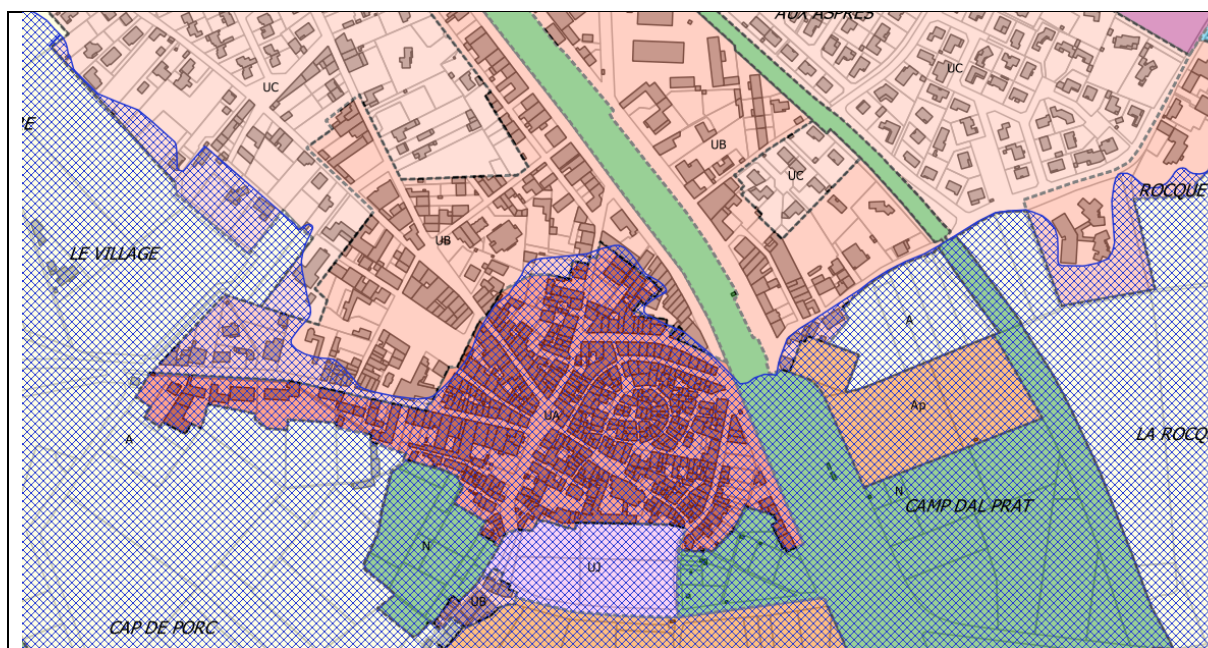 AUX ASPRES
UC
UC
UB
UC
ROCQUE
UB
LE VILLAGE
A
Ap
UA
A
LA ROCQU
N
CAMP DAL PRAT
N
UJ
UB
CAP DE PORC